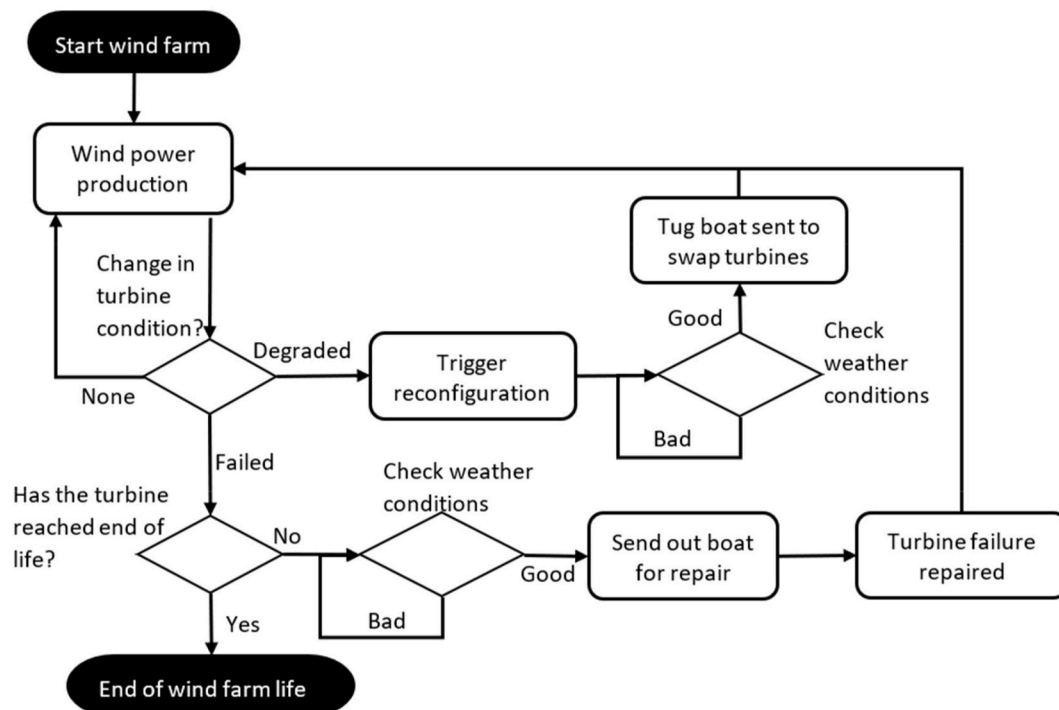 Start wind farm
Wind power
production
Tug boat sent to
swap turbines
Change in
turbine
condition?
Good
Check
weather
conditions
Degraded
Trigger
reconfiguration
None
Bad
Failed
Check weather
conditions
Has the turbine
reached end of
life?
No
Good
Send out boat
for repair
Turbine failure
repaired
Bad
Yes
End of wind farm life